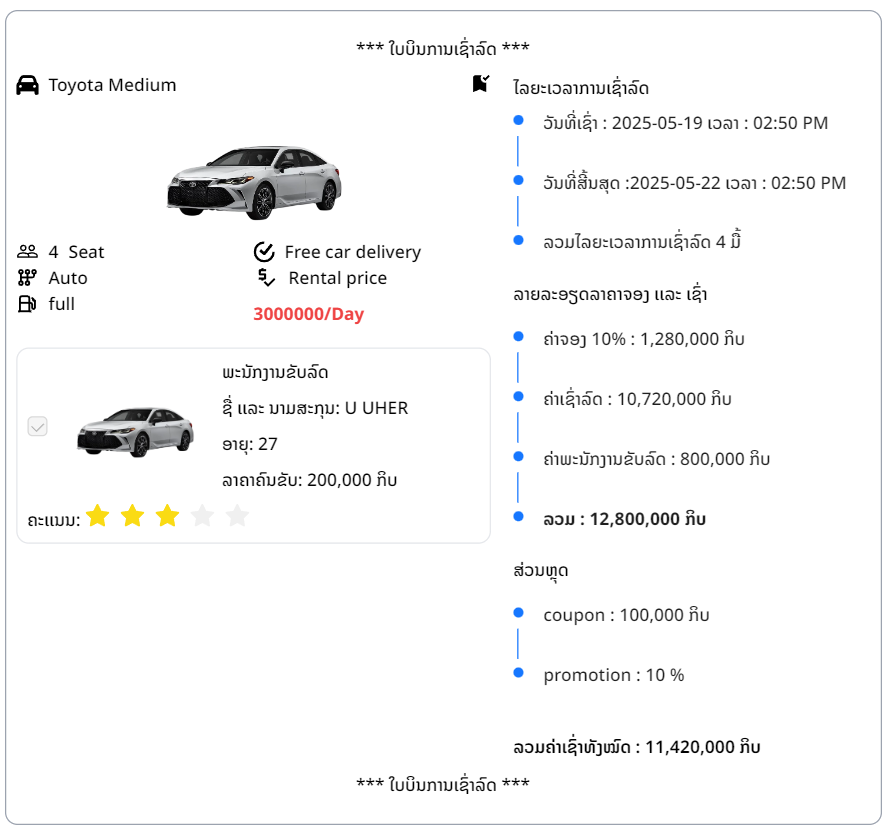 *** ໃບບິນການເຊົ່າລົດ ***
Toyota Medium
4 Seat
Auto
full
Free car delivery
Rental price
3000000/Day
ພະນັກງານຂັບລົດ
ຊື່ ແລະ ນາມສະກຸນ: U UHER
ອາຍຸ: 27
ລາຄາຄົນຂັບ: 200,000 ກິບ
ຄະແນນ:
ໄລຍະເວລາການເຊົ່າລົດ
ວັນທີ່ເຊົ່າ : 2025-05-19 ເວລາ : 02:50 PM
ວັນທີ່ສິ້ນສຸດ :2025-05-22 ເວລາ : 02:50 PM
ລວມໄລຍະເວລາການເຊົ່າລົດ 4 ມື້
ລາຍລະອຽດລາຄາຈອງ ແລະ ເຊົ່າ
ຄ່າຈອງ 10% : 1,280,000 ກິບ
ຄ່າເຊົ່າລົດ : 10,720,000 ກິບ
ຄ່າພະນັກງານຂັບລົດ : 800,000 ກິບ
ລວມ : 12,800,000 ກິບ
ສ່ວນຫຼຸດ
coupon : 100,000 ກິບ
promotion : 10 %
ລວມຄ່າເຊົ່າທັງໝົດ : 11,420,000 ກິບ
*** ໃບບິນການເຊົ່າລົດ ***